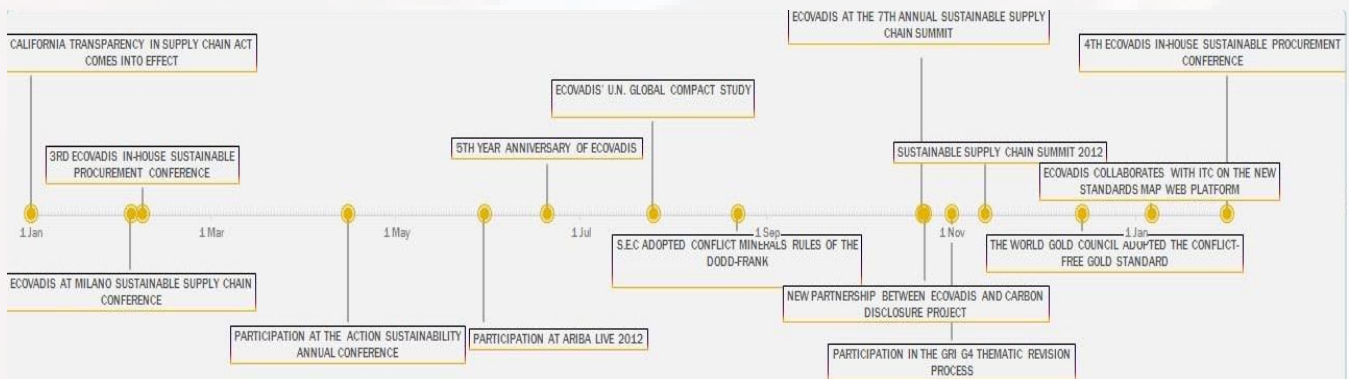 ECOVADIS AT THE 7TH ANNUAL SUSTAINABLE SUPPLY
CHAIN SUMMIT
CALIFORNIA TRANSPARENCY IN SUPPLY CHAIN ACT
COMES INTO EFFECT
4TH ECOVADIS IN-HOUSE SUSTAINABLE PROCUREMENT
CONFERENCE
ECOVADIS' U.N. GLOBAL COMPACT STUDY
3RD ECOVADIS IN-HOUSE SUSTAINABLE
PROCUREMENT CONFERENCE
5TH YEAR ANNIVERSARY OF ECOVADIS
SUSTAINABLE SUPPLY CHAIN SUMMIT 2012
ECOVADIS COLLABORATES WITH ITC ON THE NEW
STANDARDS MAP WEB PLATFORM
1 Jan
1 Mar
1 May
1 Jul
1 Sep
1 Nov
1 Jan
S.E.C ADOPTED CONFLICT MINERALS RULES OF THE
DODD-FRANK
THE WORLD GOLD COUNCIL ADOPTED THE CONFLICT-
FREE GOLD STANDARD
ECOVADIS AT MILANO SUSTAINABLE SUPPLY CHAIN
CONFERENCE
NEW PARTNERSHIP BETWEEN ECOVADIS AND CARBON
DISCLOSURE PROJECT
PARTICIPATION AT THE ACTION SUSTAINABILITY
ANNUAL CONFERENCE
PARTICIPATION AT ARIBA LIVE 2012
PARTICIPATION IN THE GRI G4 THEMATIC REVISION
PROCESS